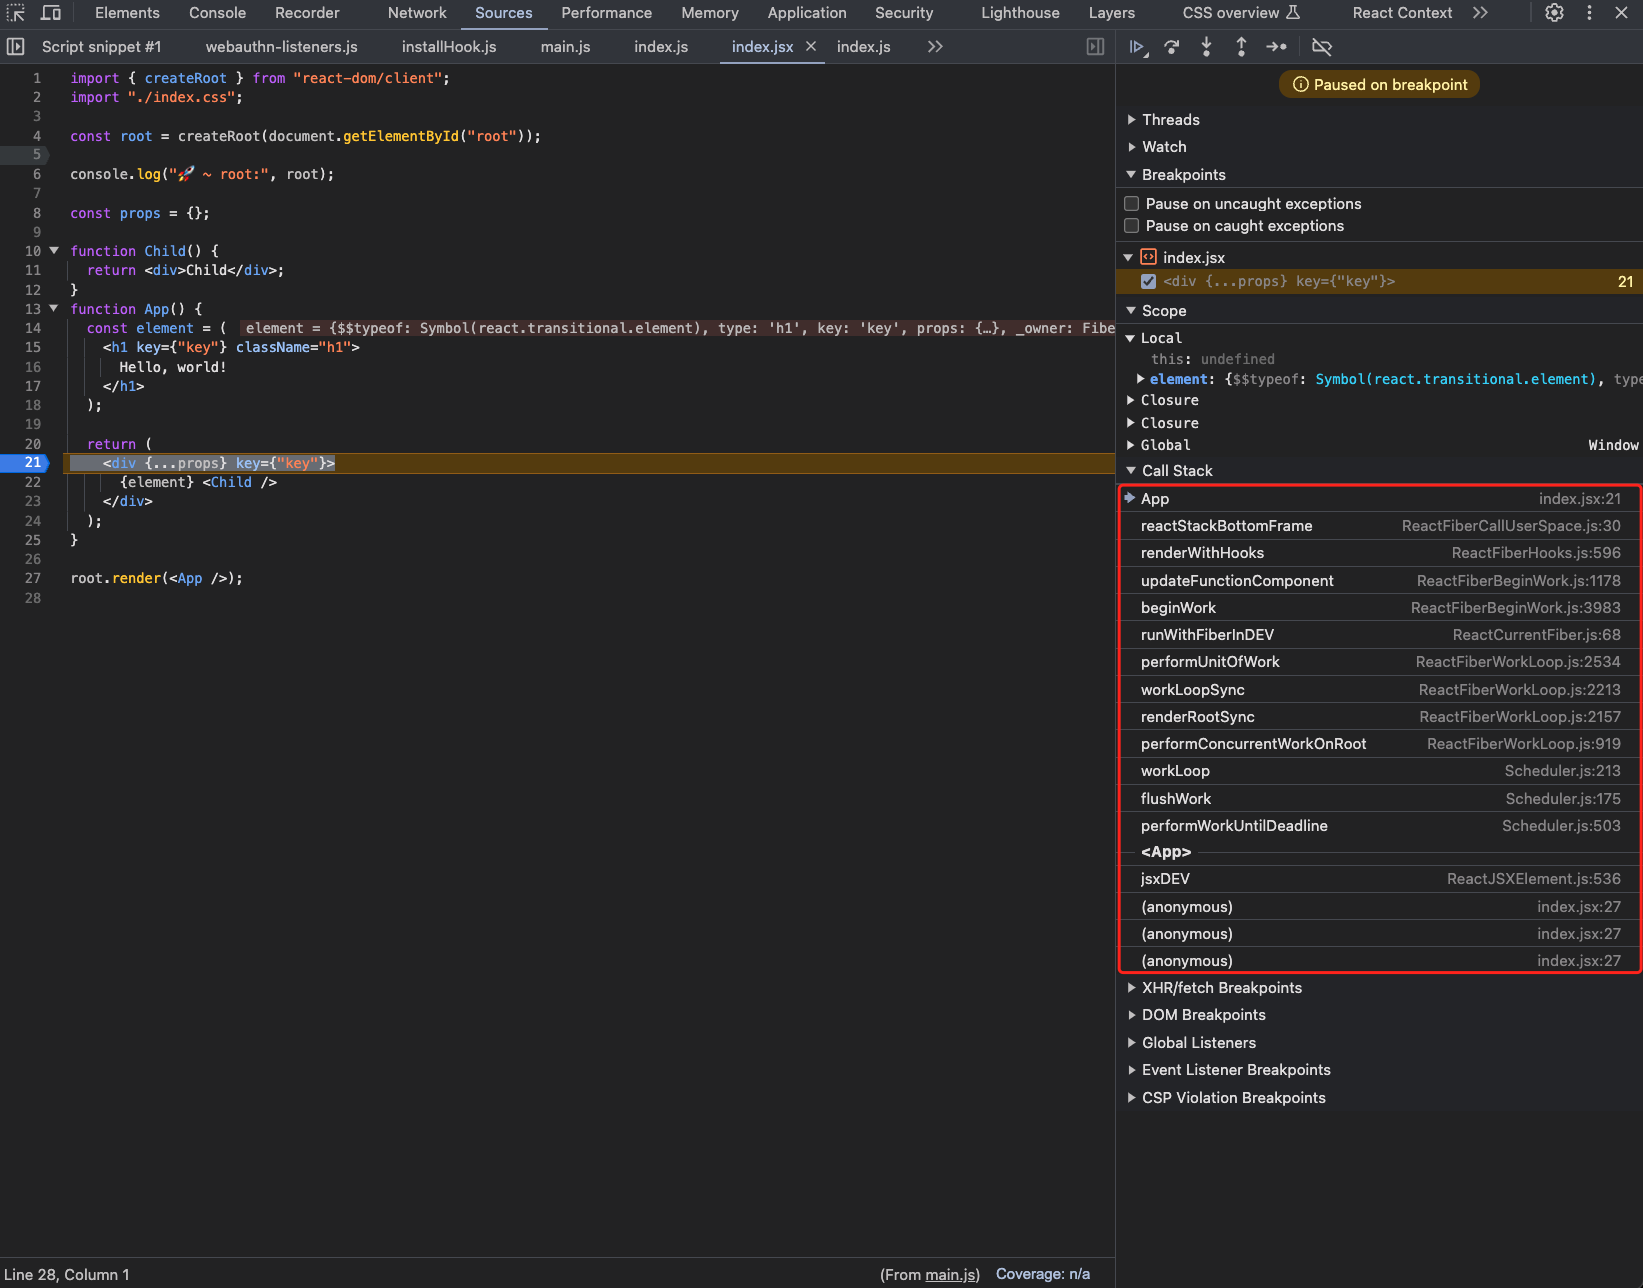 Elements Console Recorder Network Sources Performance Memory Application Security Lighthouse Layers CSS overview React Context
Script snippet #1 webauthn-listeners.js installHook.js main.js index.js index.jsx index.js
1 import { createRoot } from "react-dom/client";
2 import "./index.css";
3
4 const root = createRoot(document.getElementById("root"));
5
6 console.log("🚀 ~ root:", root);
7
8 const props = {};
9
10 function Child() {
11 return <div>Child</div>;
12 }
13 function App() {
14 const element = ( element = {$$typeof: Symbol(react.transitional.element), type: 'h1', key: 'key', props: {…}, _owner: Fibe
15 <h1 key={"key"} className="h1">
16 Hello, world!
17 </h1>
18 );
19
20 return (
21 <div {...props} key={"key"}>
22 {element} <Child />
23 </div>
24 );
25 }
26
27 root.render(<App />);
28
Line 28, Column 1
(From main.js) Coverage: n/a
Paused on breakpoint
Threads
Watch
Breakpoints
Pause on uncaught exceptions
Pause on caught exceptions
index.jsx
<div {...props} key={"key"}> 21
Scope
Local
this: undefined
element: {$$typeof: Symbol(react.transitional.element), type
Closure
Closure
Global Window
Call Stack
App index.jsx:21
reactStackBottomFrame ReactFiberCallUserSpace.js:30
renderWithHooks ReactFiberHooks.js:596
updateFunctionComponent ReactFiberBeginWork.js:1178
beginWork ReactFiberBeginWork.js:3983
runWithFiberInDEV ReactCurrentFiber.js:68
performUnitOfWork ReactFiberWorkLoop.js:2534
workLoopSync ReactFiberWorkLoop.js:2213
renderRootSync ReactFiberWorkLoop.js:2157
performConcurrentWorkOnRoot ReactFiberWorkLoop.js:919
workLoop Scheduler.js:213
flushWork Scheduler.js:175
performWorkUntilDeadline Scheduler.js:503
<App>
jsxDEV ReactJSXElement.js:536
(anonymous) index.jsx:27
(anonymous) index.jsx:27
(anonymous) index.jsx:27
XHR/fetch Breakpoints
DOM Breakpoints
Global Listeners
Event Listener Breakpoints
CSP Violation Breakpoints